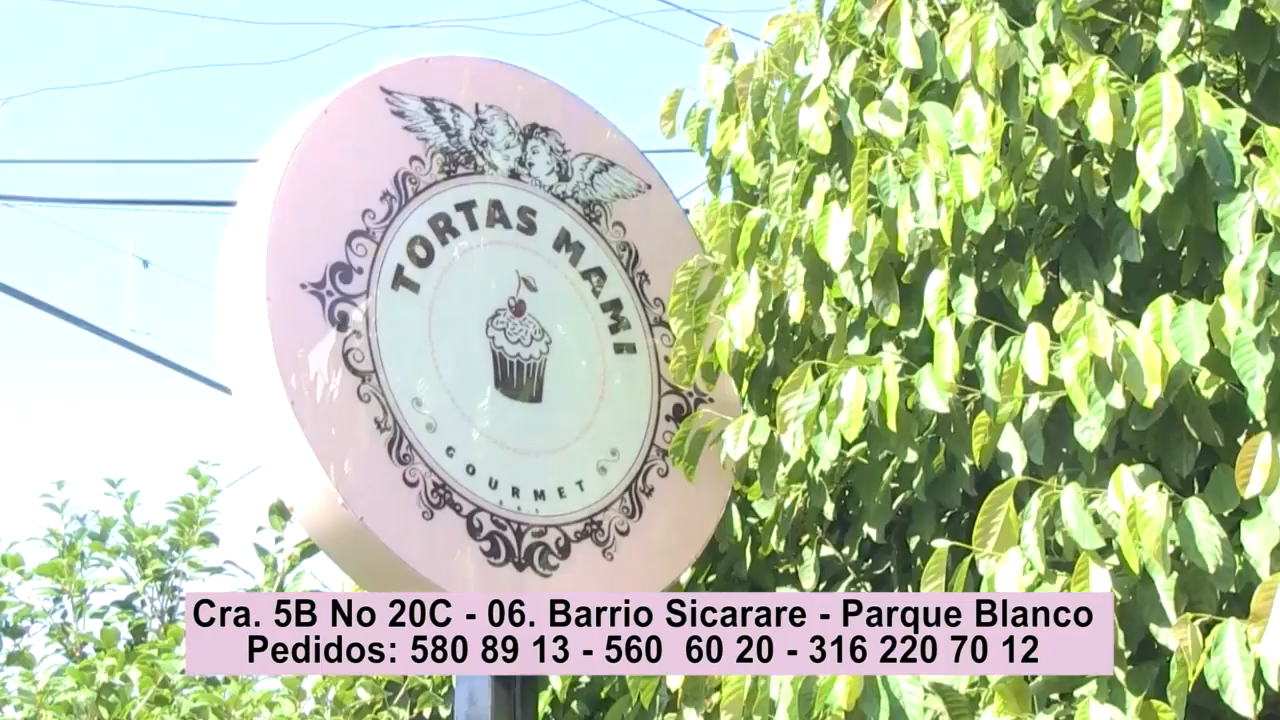 TORTAS MAMI
GOURMET
Cra. 5B No 20C - 06. Barrio Sicarare - Parque Blanco
Pedidos: 580 89 13 - 560  60 20 - 316 220 70 12